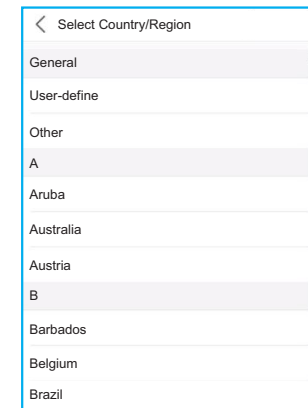 Select Country/Region
General
User-define
Other
A
Aruba
Australia
Austria
B
Barbados
Belgium
Brazil